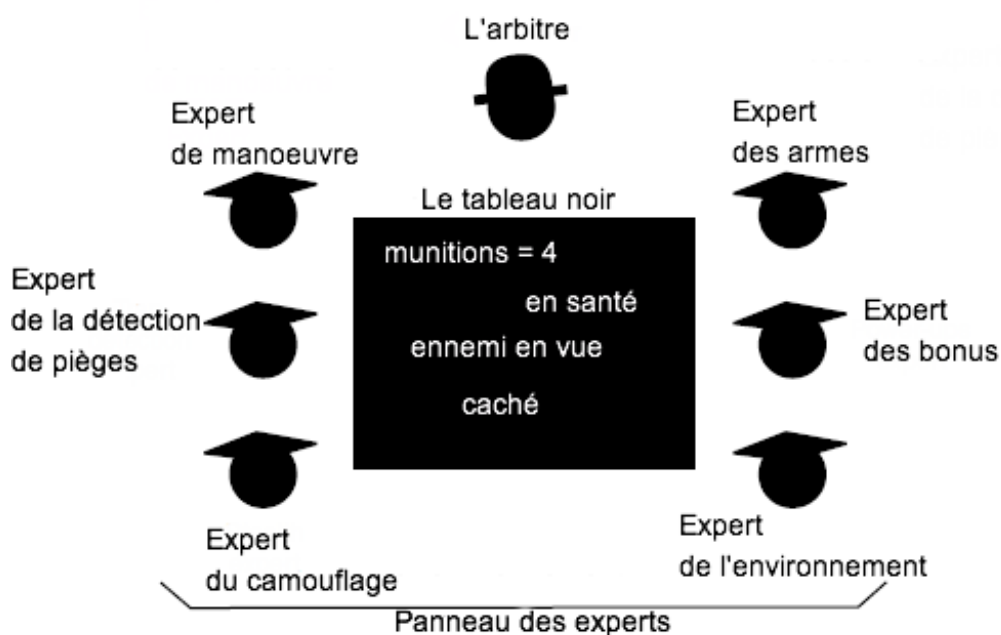 L'arbitre
Expert
de manoeuvre
Expert
des armes
Le tableau noir
munitions = 4
en santé
ennemi en vue
caché
Expert
de la détection
de pièges
Expert
des bonus
Expert
du camouflage
Expert
de l'environnement
Panneau des experts